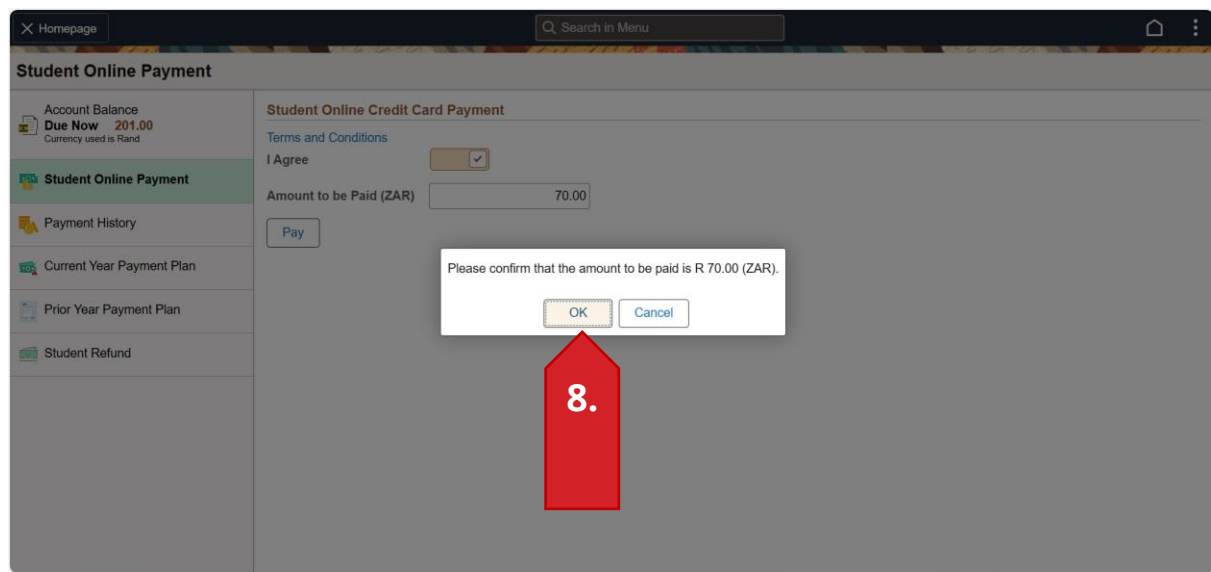 Homepage
Search in Menu
Student Online Payment
Account Balance
Due Now 201.00
Currency used is Rand
Student Online Payment
Payment History
Current Year Payment Plan
Prior Year Payment Plan
Student Refund
Student Online Credit Card Payment
Terms and Conditions
I Agree
Amount to be Paid (ZAR) 70.00
Pay
Please confirm that the amount to be paid is R 70.00 (ZAR).
OK Cancel
8.